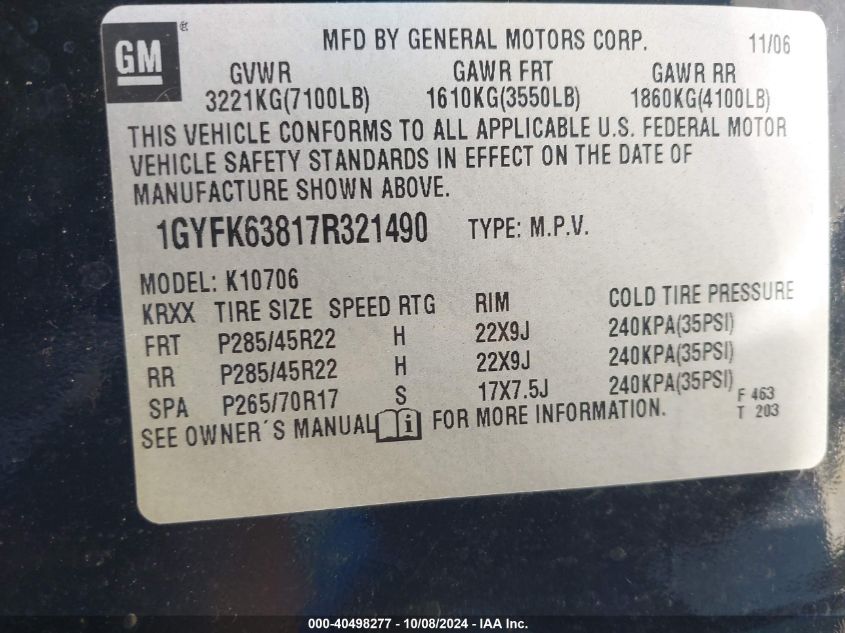 GM®
MFD BY GENERAL MOTORS CORP. 11/06
GVWR GAWR FRT GAWR RR
3221KG(7100LB) 1610KG(3550LB) 1860KG(4100LB)
THIS VEHICLE CONFORMS TO ALL APPLICABLE U.S. FEDERAL MOTOR
VEHICLE SAFETY STANDARDS IN EFFECT ON THE DATE OF
MANUFACTURE SHOWN ABOVE.
1GYFK63817R321490 TYPE: M.P.V.
MODEL: K10706
KRXX TIRE SIZE SPEED RTG RIM COLD TIRE PRESSURE
FRT P285/45R22 H 22X9J 240KPA(35PSI)
RR P285/45R22 H 22X9J 240KPA(35PSI)
SPA P265/70R17 S 17X7.5J 240KPA(35PSI)
SEE OWNER´S MANUAL FOR MORE INFORMATION.
F 463
T 203
000-40498277 - 10/08/2024 - IAA Inc.